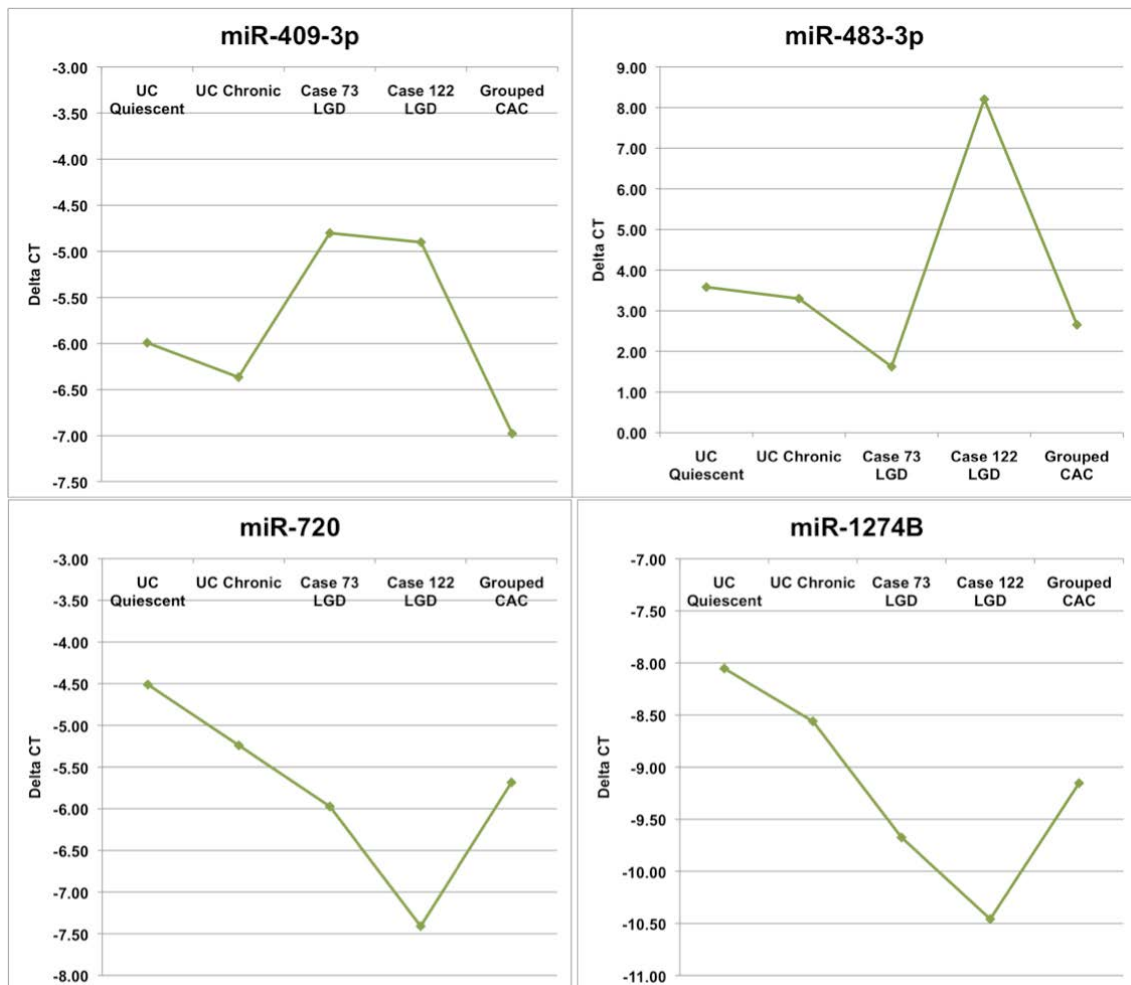 miR-409-3p
-3.00
-3.50
-4.00
-4.50
-5.00
-5.50
-6.00
-6.50
-7.00
-7.50
Delta CT
UC Quiescent
UC Chronic
Case 73 LGD
Case 122 LGD
Grouped CAC
miR-483-3p
9.00
8.00
7.00
6.00
5.00
4.00
3.00
2.00
1.00
0.00
Delta CT
UC Quiescent
UC Chronic
Case 73 LGD
Case 122 LGD
Grouped CAC
miR-720
-3.00
-3.50
-4.00
-4.50
-5.00
-5.50
-6.00
-6.50
-7.00
-7.50
-8.00
Delta CT
UC Quiescent
UC Chronic
Case 73 LGD
Case 122 LGD
Grouped CAC
miR-1274B
-7.00
-7.50
-8.00
-8.50
-9.00
-9.50
-10.00
-10.50
-11.00
Delta CT
UC Quiescent
UC Chronic
Case 73 LGD
Case 122 LGD
Grouped CAC